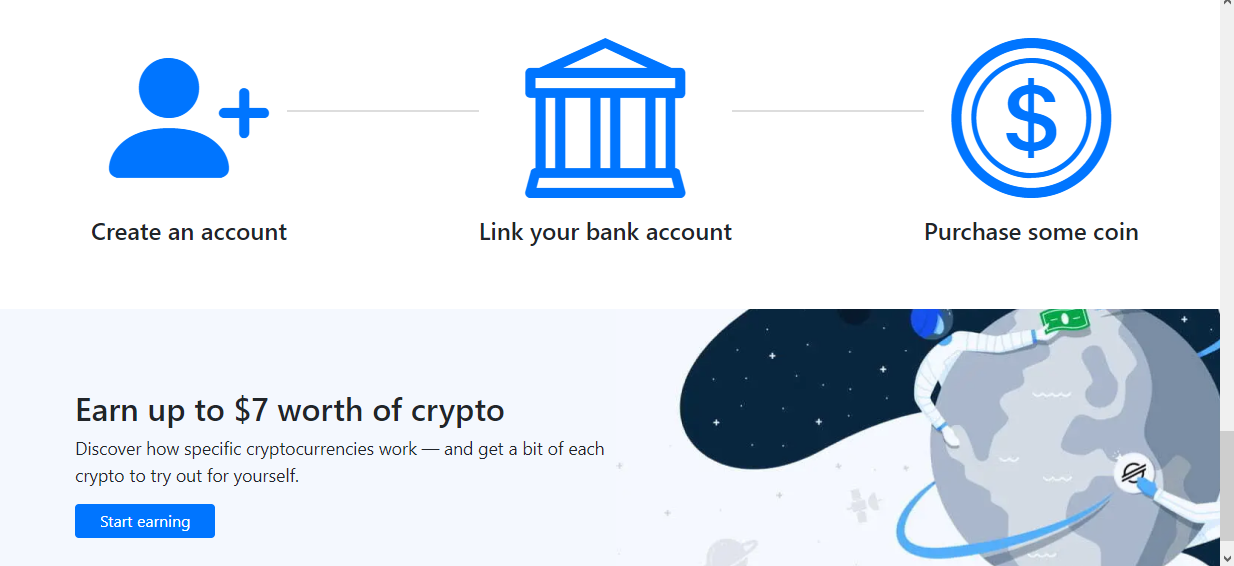 Create an account
Link your bank account
Purchase some coin
Earn up to $7 worth of crypto
Discover how specific cryptocurrencies work — and get a bit of each
crypto to try out for yourself.
Start earning